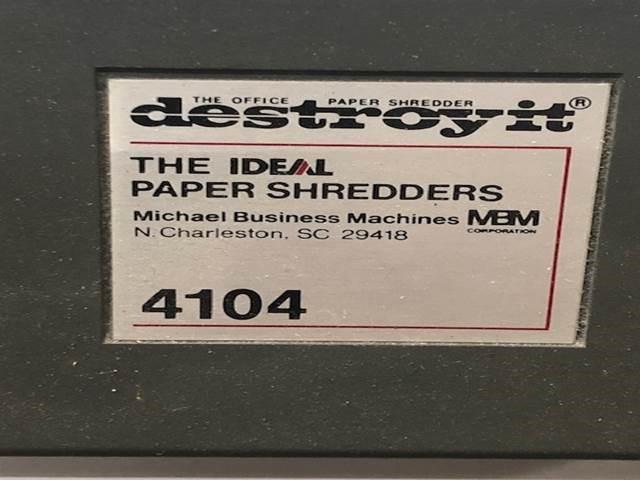 THE OFFICE PAPER SHREDDER
destroyit®
THE IDEAL
PAPER SHREDDERS
Michael Business Machines MBM
N. Charleston, SC 29418 CORPORATION
4104